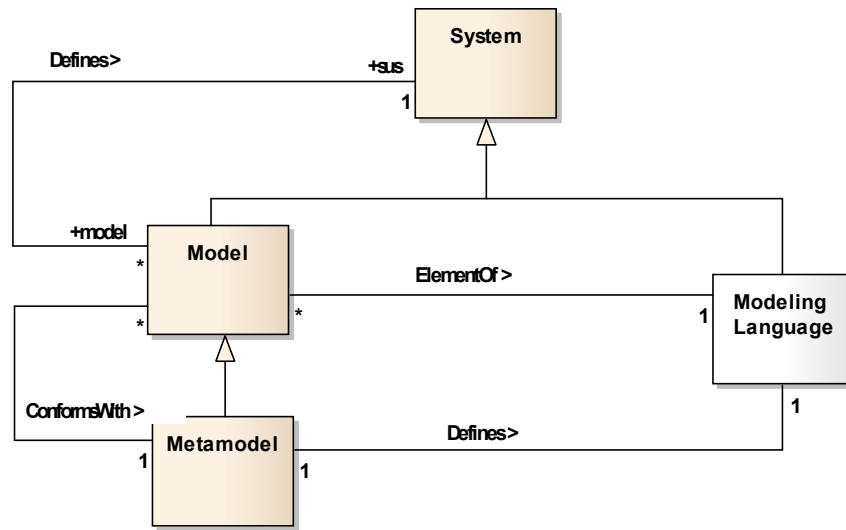 System
Defines >
+sus
1
+model
*
Model
ElementOf >
*
1
Modeling
Language
*
ConformsWith >
1
Metamodel
1
Defines >
1